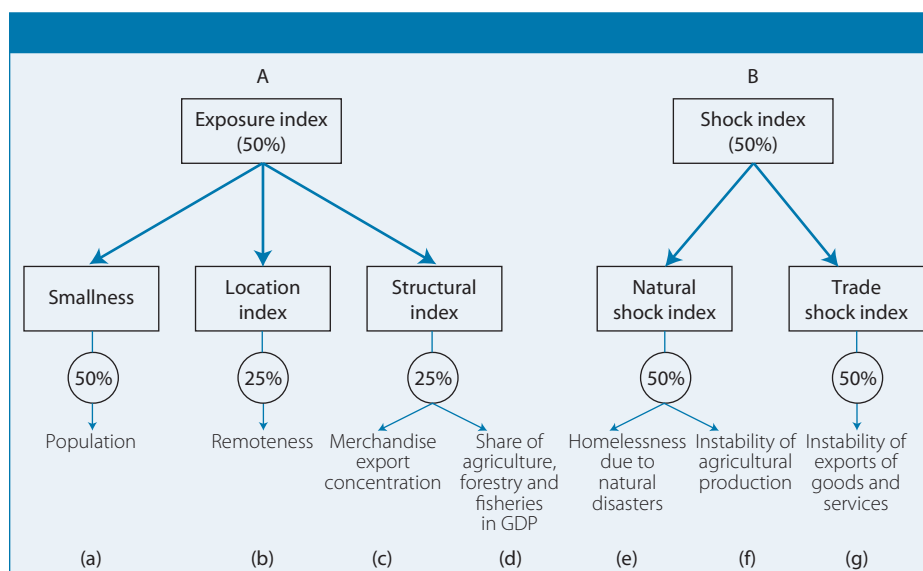 A
B
Exposure index
(50%)
Shock index
(50%)
Smallness
Location
index
Structural
index
Natural
shock index
Trade
shock index
50%
25%
25%
50%
50%
Population
Remoteness
Merchandise
export
concentration
Share of
agriculture,
forestry and
fisheries
in GDP
Homelessness
due to
natural
disasters
Instability of
agricultural
production
Instability of
exports of
goods and
services
(a)
(b)
(c)
(d)
(e)
(f)
(g)